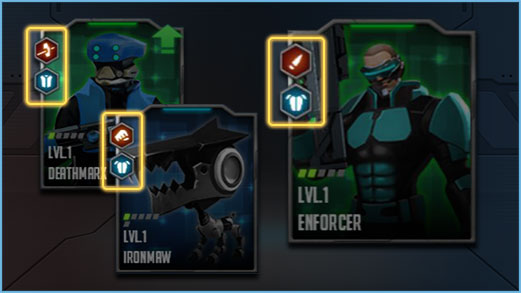 LVL.1
DEATHMARK
LVL.1
IRONMAW
LVL.1
ENFORCER